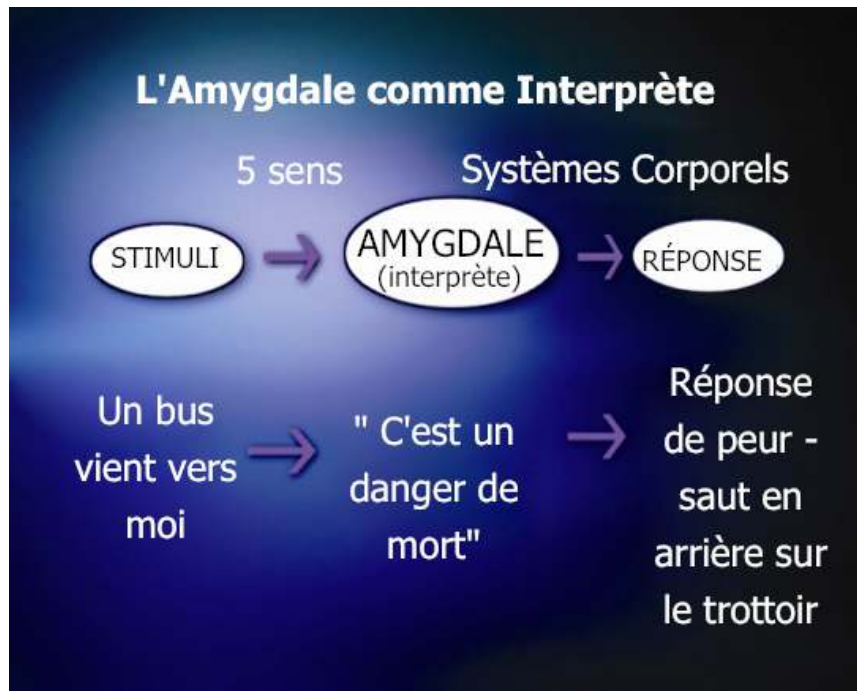 L'Amygdale comme Interprète
5 sens
Systèmes Corporels
STIMULI
AMYGDALE
(interprète)
RÉPONSE
Un bus
vient vers
moi
" C'est un
danger de
mort"
Réponse
de peur -
saut en
arrière sur
le trottoir